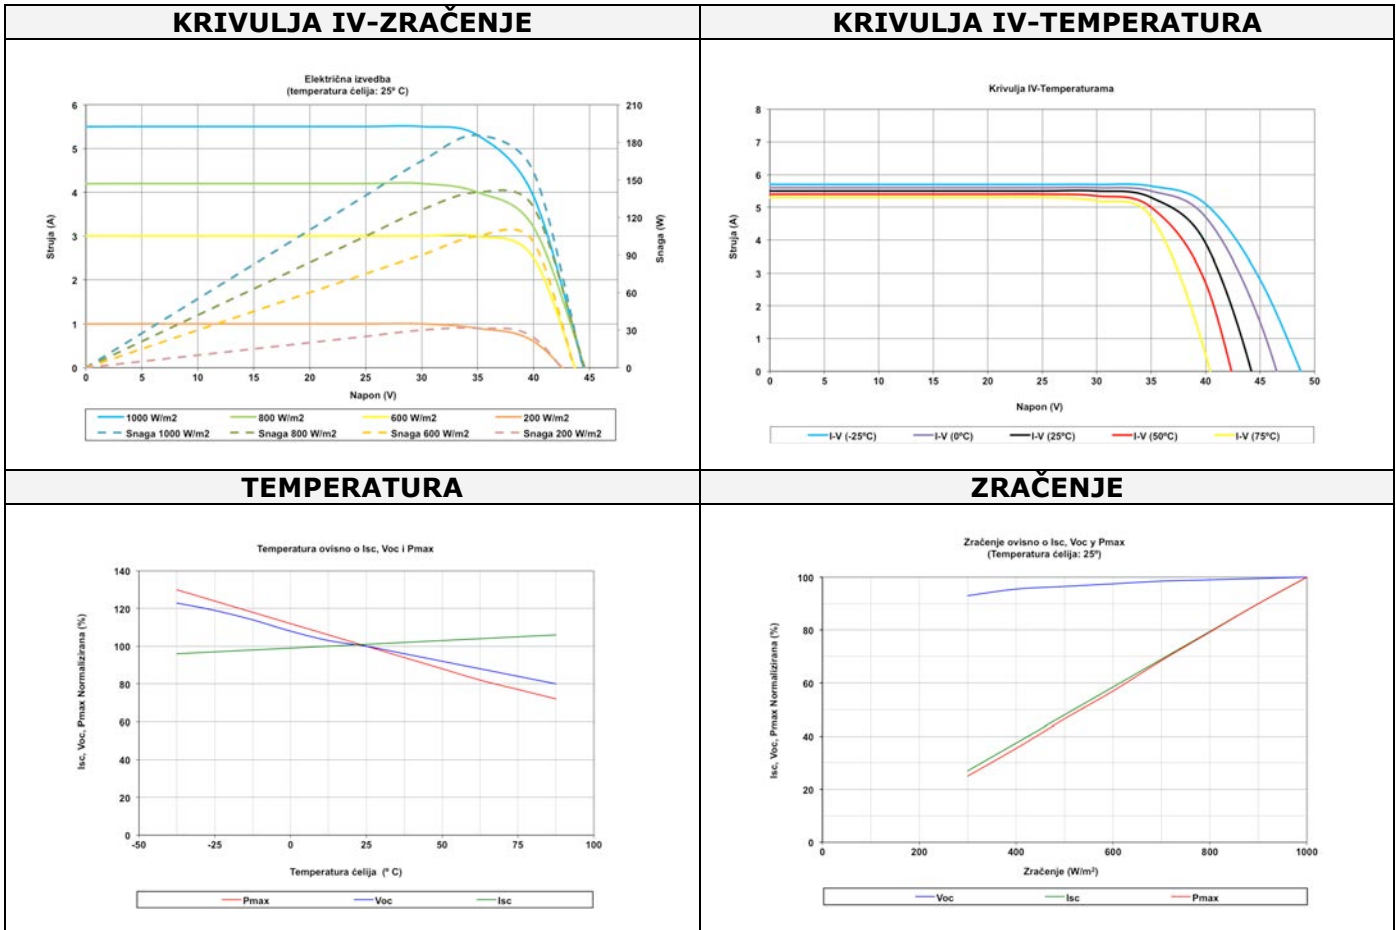 KRIVULJA IV-ZRAČENJE
Električna izvedba
(temperatura ćelija: 25º C)
6
5
4
3
2
1
0
Struja (A)
210
180
150
120
90
60
30
0
Snaga (W)
0 5 10 15 20 25 30 35 40 45
Napon (V)
1000 W/m2 800 W/m2 600 W/m2 200 W/m2
Snaga 1000 W/m2 Snaga 800 W/m2 Snaga 600 W/m2 Snaga 200 W/m2
KRIVULJA IV-TEMPERATURA
Krivulja IV-Temperaturama
8
7
6
5
4
3
2
1
0
Struja (A)
0 5 10 15 20 25 30 35 40 45 50
Napon (V)
I-V (-25ºC) I-V (0ºC) I-V (25ºC) I-V (50ºC) I-V (75ºC)
TEMPERATURA
Temperatura ovisno o Isc, Voc i Pmax
140
120
100
80
60
40
20
0
Isc, Voc, Pmax Normalizirana (%)
-50 -25 0 25 50 75 100
Temperatura ćelija (º C)
Pmax Voc Isc
ZRAČENJE
Zračenje ovisno o Isc, Voc y Pmax
(Temperatura ćelija: 25º)
100
80
60
40
20
0
Isc, Voc, Pmax Normalizirana (%)
0 200 400 600 800 1000
Zračenje (W/m²)
Voc Isc Pmax